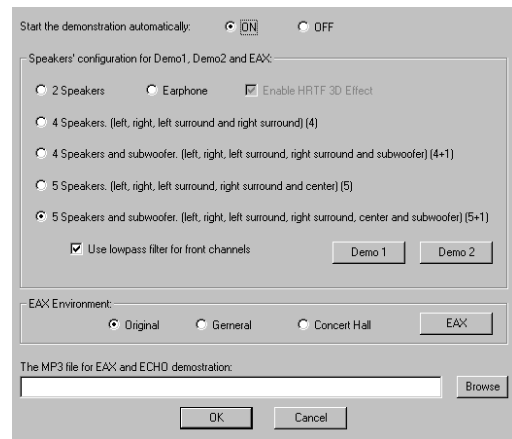 Start the demonstration automatically: ON OFF
Speakers' configuration for Demo1, Demo2 and EAX:
2 Speakers Earphone Enable HRTF 3D Effect
4 Speakers. (left, right, left surround and right surround) (4)
4 Speakers and subwoofer. (left, right, left surround, right surround and subwoofer) (4+1)
5 Speakers. (left, right, left surround, right surround and center) (5)
5 Speakers and subwoofer. (left, right, left surround, right surround, center and subwoofer) (5+1)
Use lowpass filter for front channels Demo 1 Demo 2
EAX Environment:
Original Gerneral Concert Hall EAX
The MP3 file for EAX and ECHO demostration:
Browse
OK Cancel